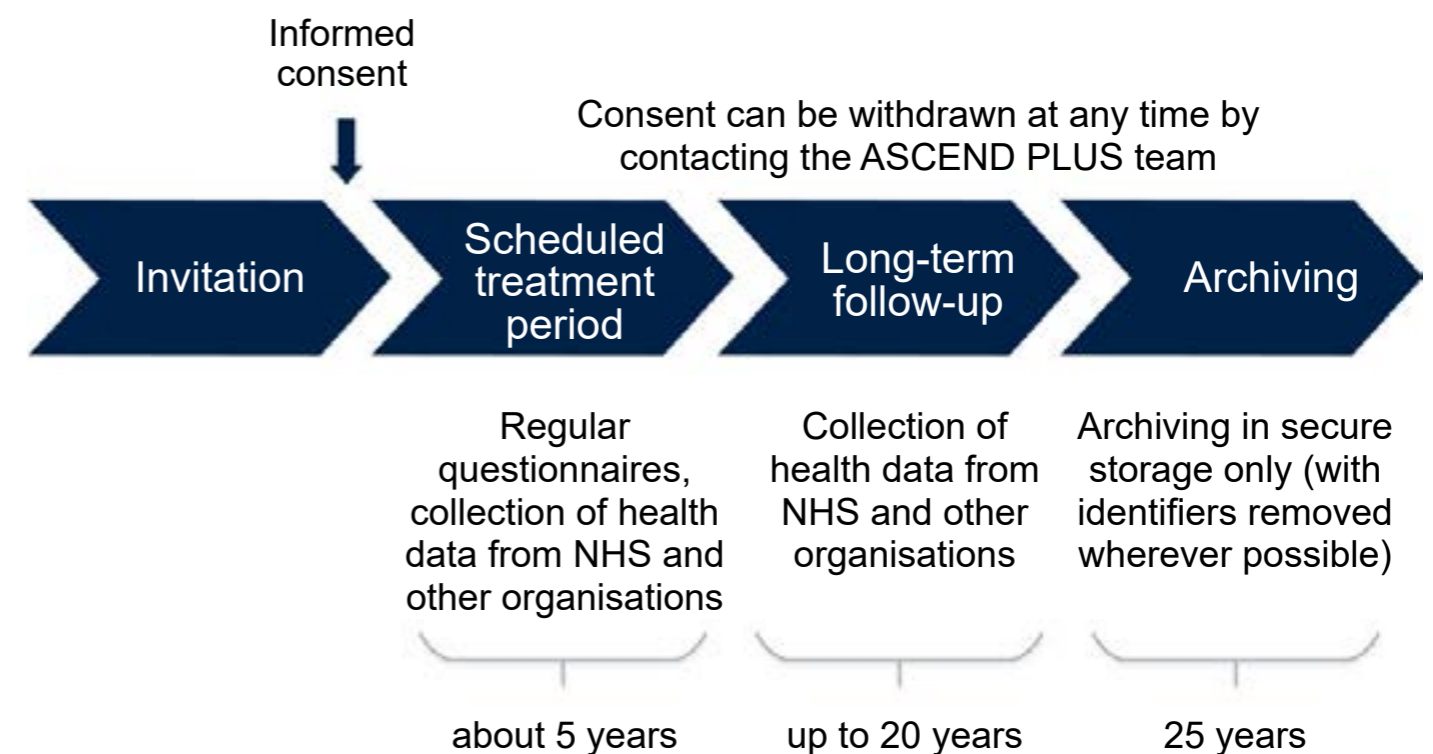 Informed
consent
Consent can be withdrawn at any time by
contacting the ASCEND PLUS team
Invitation
Scheduled
treatment
period
Long-term
follow-up
Archiving
Regular
questionnaires,
collection of health
data from NHS and
other organisations
Collection of
health data from
NHS and other
organisations
Archiving in secure
storage only (with
identifiers removed
wherever possible)
about 5 years
up to 20 years
25 years